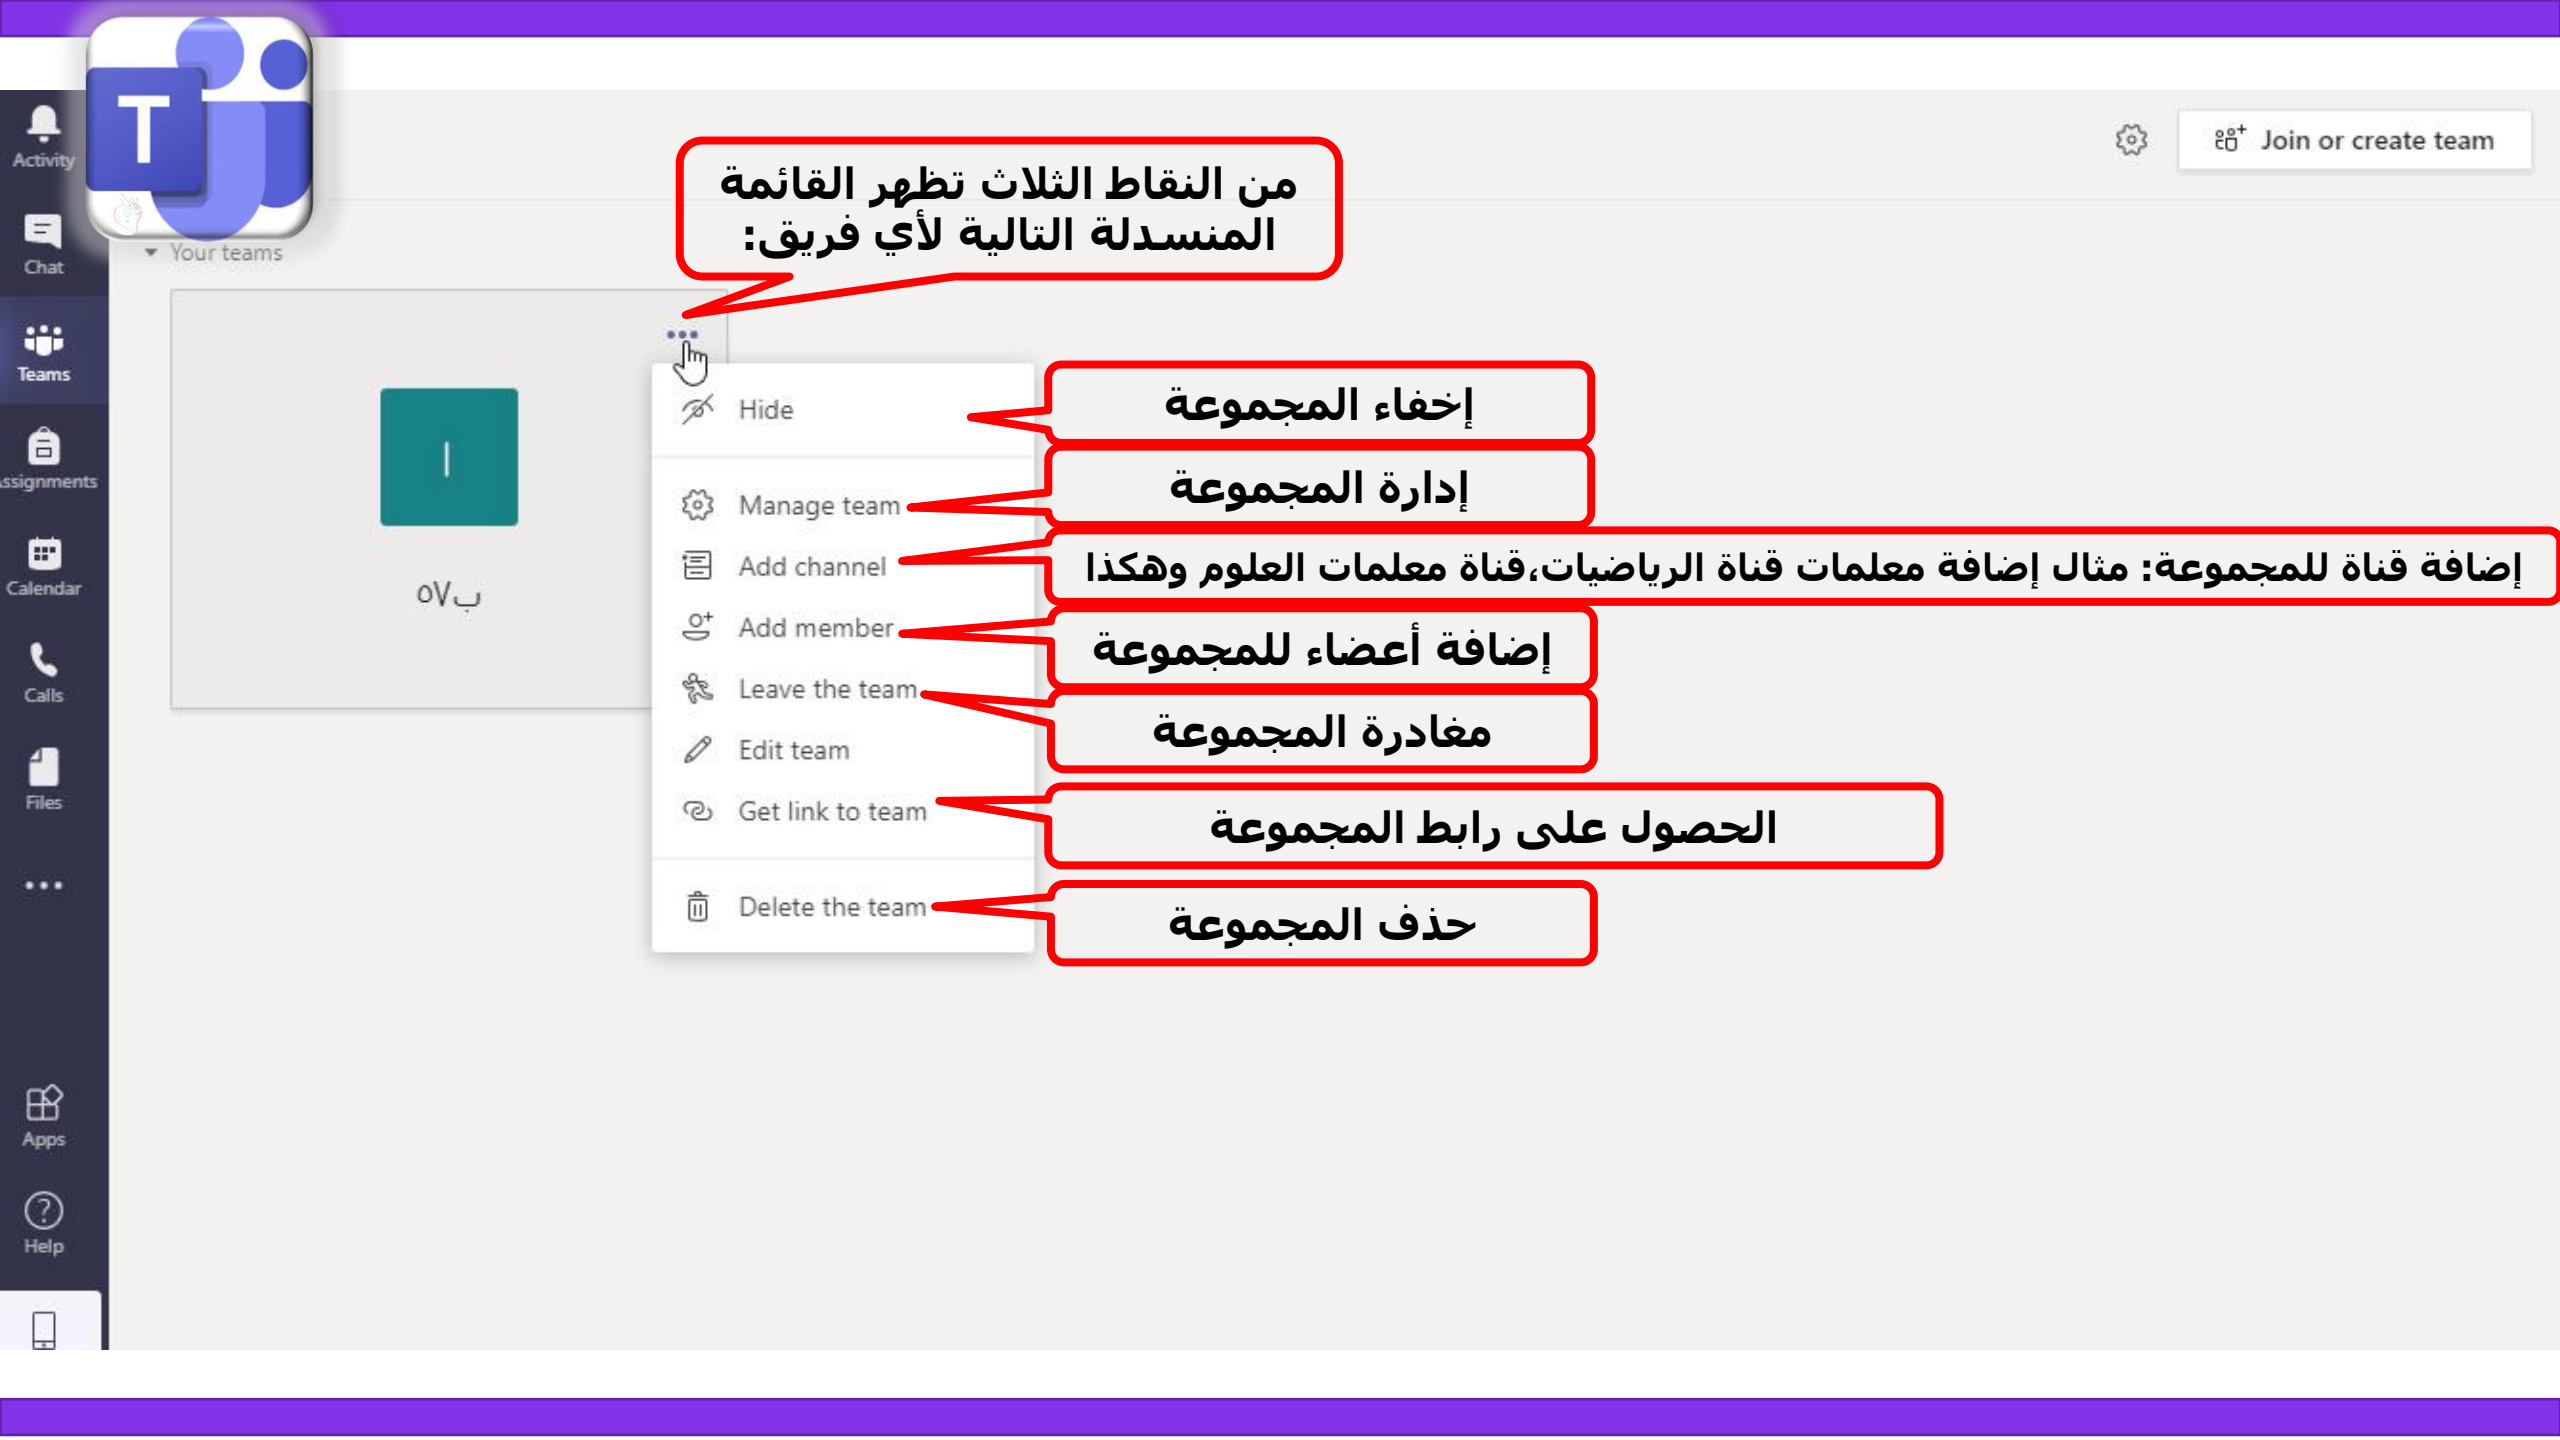 T
Activity
Chat
Teams
ssignments
Calendar
Calls
Files
Apps
Help
Join or create team
Your teams
من النقاط الثلاث تظهر القائمة
المنسدلة التالية لأي فريق:
ا
ب٥٧
Hide
إخفاء المجموعة
Manage team
إدارة المجموعة
Add channel
إضافة قناة للمجموعة: مثال إضافة معلمات قناة الرياضيات،قناة معلمات العلوم وهكذا
Add member
إضافة أعضاء للمجموعة
Leave the team
مغادرة المجموعة
Edit team
Get link to team
الحصول على رابط المجموعة
Delete the team
حذف المجموعة